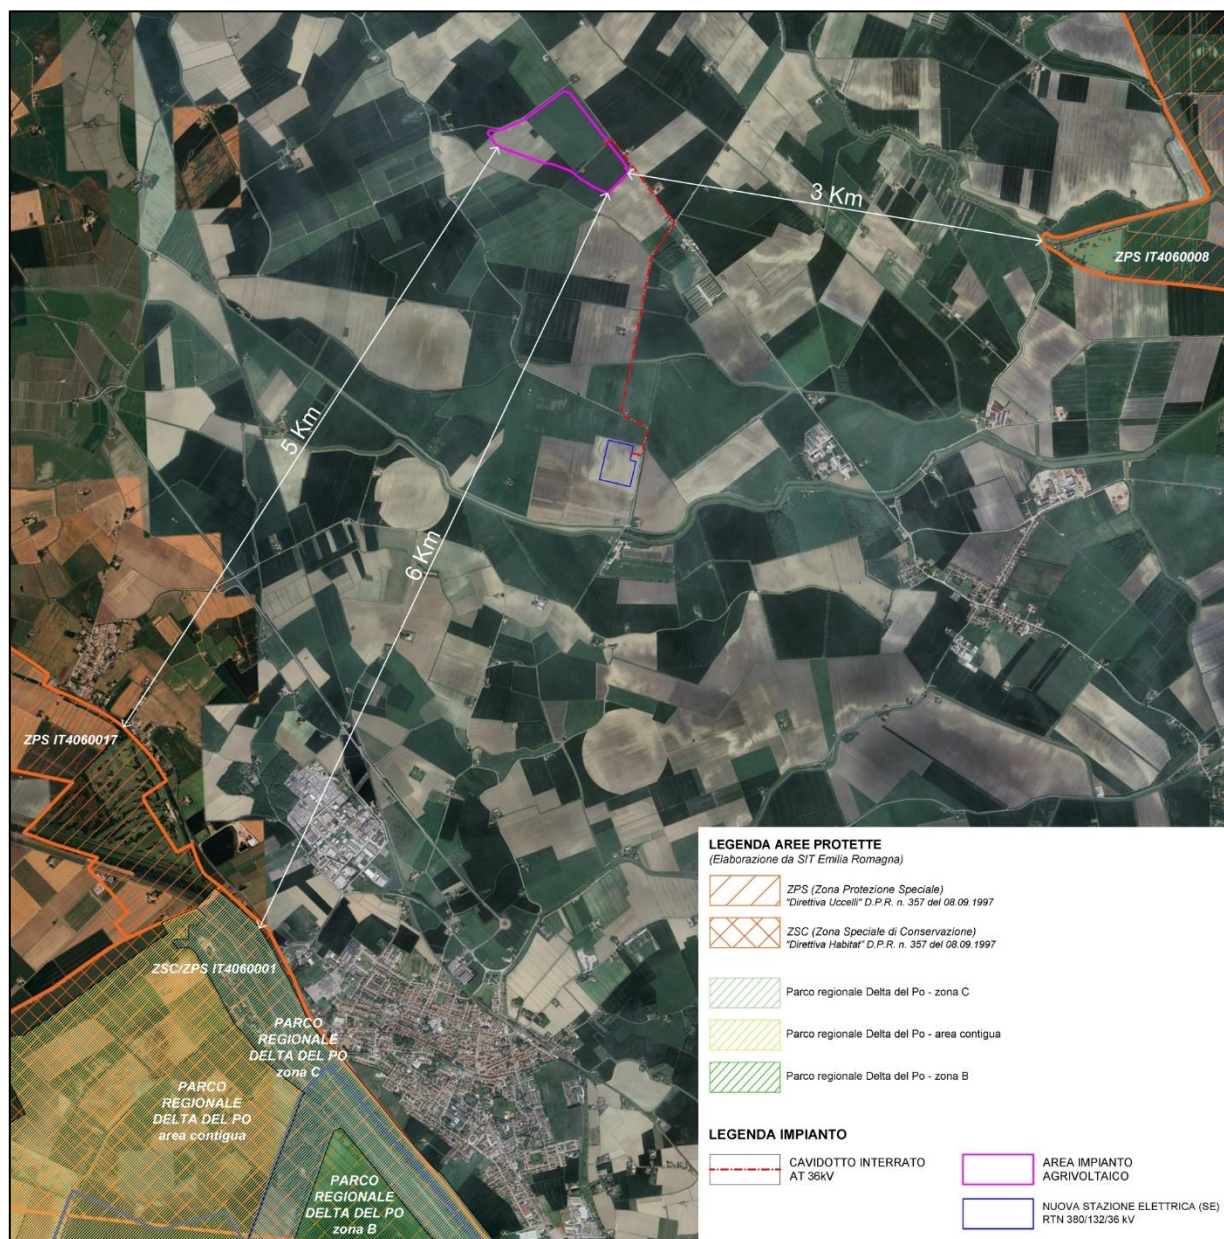 3 Km
ZPS IT4060008
5 Km
6 Km
ZPS IT4060017
ZSC/ZPS IT4060001
PARCO
REGIONALE
DELTA DEL PO
zona C
PARCO
REGIONALE
DELTA DEL PO
area contigua
PARCO
REGIONALE
DELTA DEL PO
zona B
LEGENDA AREE PROTETTE
(Elaborazione da SIT Emilia Romagna)
ZPS (Zona Protezione Speciale)
"Direttiva Uccelli" D.P.R. n. 357 del 08.09.1997
ZSC (Zona Speciale di Conservazione)
"Direttiva Habitat" D.P.R. n. 357 del 08.09.1997
Parco regionale Delta del Po - zona C
Parco regionale Delta del Po - area contigua
Parco regionale Delta del Po - zona B
LEGENDA IMPIANTO
CAVIDOTTO INTERRATO
AT 36kV
AREA IMPIANTO
AGRIVOLTAICO
NUOVA STAZIONE ELETTRICA (SE)
RTN 380/132/36 kV